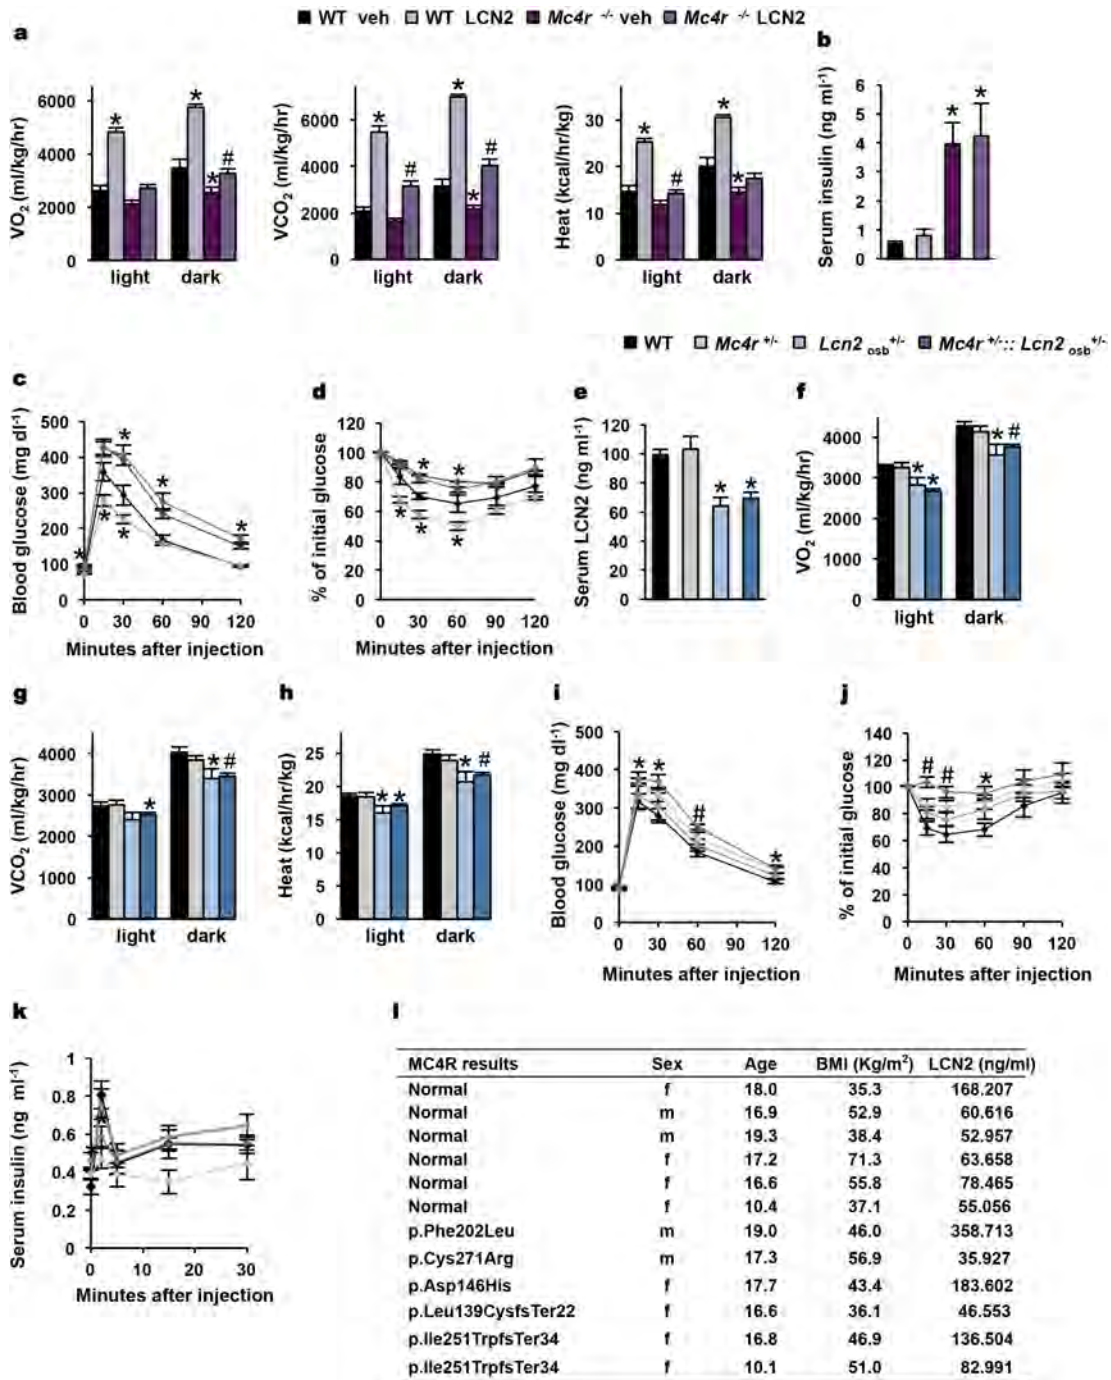 WT veh WT LCN2 Mc4r -/- veh Mc4r -/- LCN2
a
VO2 (ml/kg/hr)
6000
4000
2000
0
light dark
VCO2 (ml/kg/hr)
6000
4000
2000
0
light dark
Heat (kcal/hr/kg)
30
20
10
0
light dark
b
Serum insulin (ng ml-1)
6
5
4
3
2
1
0
WT Mc4r +/- Lcn2 osb+/- Mc4r +/-:: Lcn2 osb+/-
c
Blood glucose (mg dl-1)
500
400
300
200
100
0
0 30 60 90 120
Minutes after injection
d
% of initial glucose
120
100
80
60
40
20
0
0 30 60 90 120
Minutes after injection
e
Serum LCN2 (ng ml-1)
120
100
80
60
40
20
0
f
VO2 (ml/kg/hr)
4000
3000
2000
1000
0
light dark
g
VCO2 (ml/kg/hr)
4000
3000
2000
1000
0
light dark
h
Heat (kcal/hr/kg)
25
20
15
10
5
0
light dark
i
Blood glucose (mg dl-1)
500
400
300
200
100
0
0 30 60 90 120
Minutes after injection
j
% of initial glucose
140
120
100
80
60
40
20
0
0 30 60 90 120
Minutes after injection
k
Serum insulin (ng ml-1)
1
0.8
0.6
0.4
0.2
0
0 10 20 30
Minutes after injection
l
MC4R results Sex Age BMI (Kg/m2) LCN2 (ng/ml)
Normal f 18.0 35.3 168.207
Normal m 16.9 52.9 60.616
Normal m 19.3 38.4 52.957
Normal f 17.2 71.3 63.658
Normal f 16.6 55.8 78.465
Normal f 10.4 37.1 55.056
p.Phe202Leu m 19.0 46.0 358.713
p.Cys271Arg m 17.3 56.9 35.927
p.Asp146His f 17.7 43.4 183.602
p.Leu139CysfsTer22 f 16.6 36.1 46.553
p.Ile251TrpfsTer34 f 16.8 46.9 136.504
p.Ile251TrpfsTer34 f 10.1 51.0 82.991